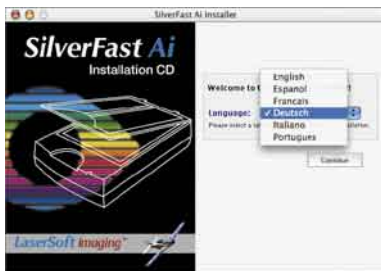 SilverFast Ai Installer
SilverFast Ai
Installation CD
English
Espanol
Francais
Deutsch
Italiano
Portugues
Welcome to
Language:
Please select a
Continue
LaserSoft Imaging™